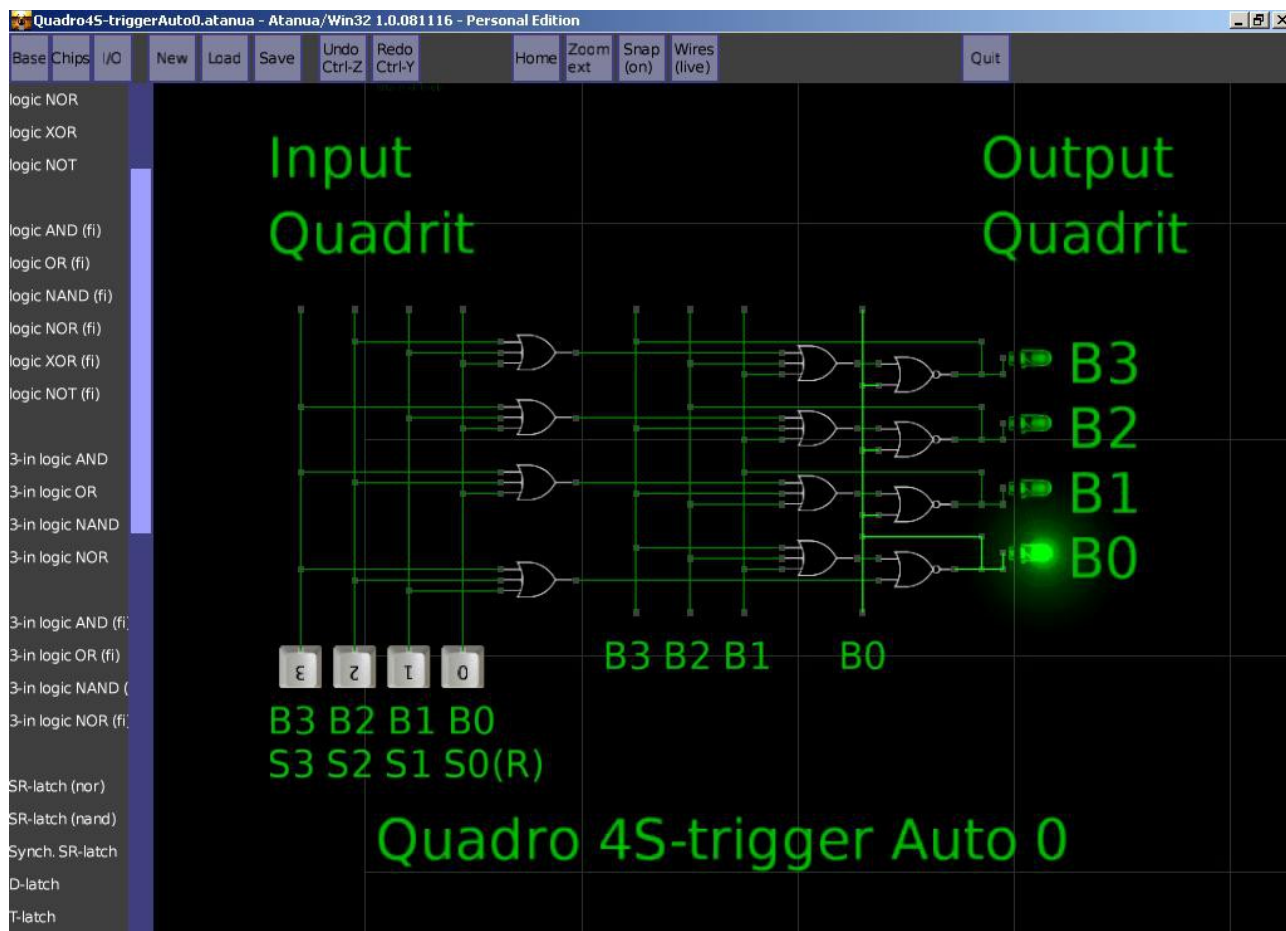 Quadro4S-triggerAuto0.atanua - Atanua/Win32 1.0.081116 - Personal Edition
Base Chips I/O New Load Save Undo Ctrl-Z Redo Ctrl-Y Home Zoom ext Snap (on) Wires (live) Quit
logic NOR
logic XOR
logic NOT
logic AND (fi)
logic OR (fi)
logic NAND (fi)
logic NOR (fi)
logic XOR (fi)
logic NOT (fi)
3-in logic AND
3-in logic OR
3-in logic NAND
3-in logic NOR
3-in logic AND (fi)
3-in logic OR (fi)
3-in logic NAND (
3-in logic NOR (fi)
SR-latch (nor)
SR-latch (nand)
Synch. SR-latch
D-latch
T-latch
Input
Quadrit
Output
Quadrit
B3
B2
B1
B0
B3 B2 B1 B0
3 2 1 0
B3 B2 B1 B0
S3 S2 S1 S0(R)
Quadro 4S-trigger Auto 0